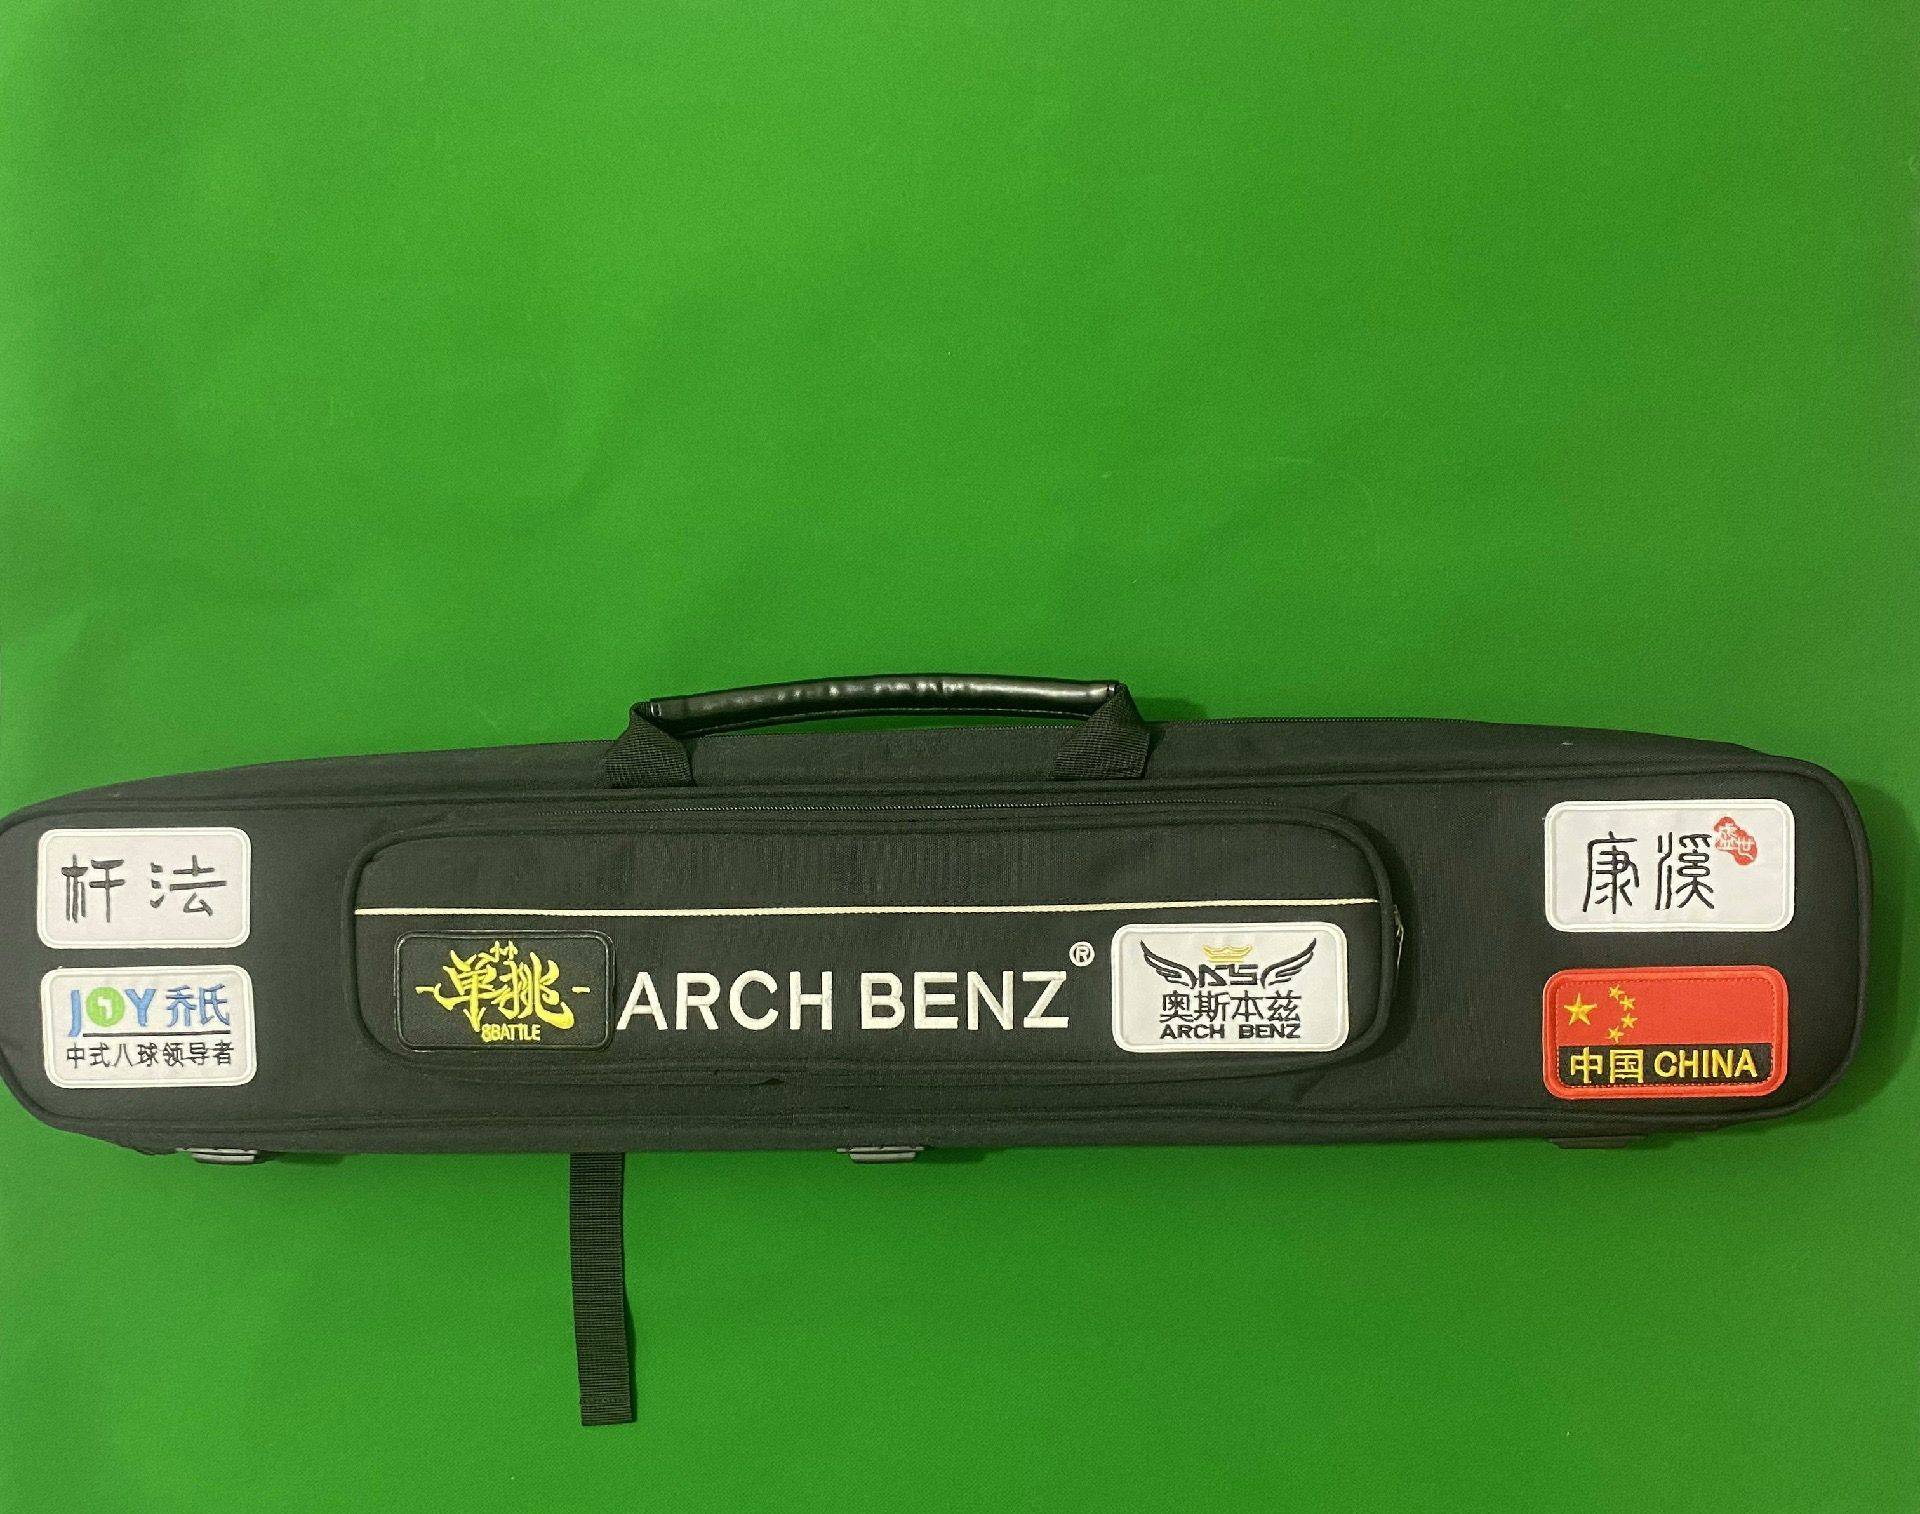 杆法
JOY 乔氏
中式八球领导者
单挑
8BATTLE
ARCH BENZ®
奥斯本兹
ARCH BENZ
康溪
盛世
中国 CHINA